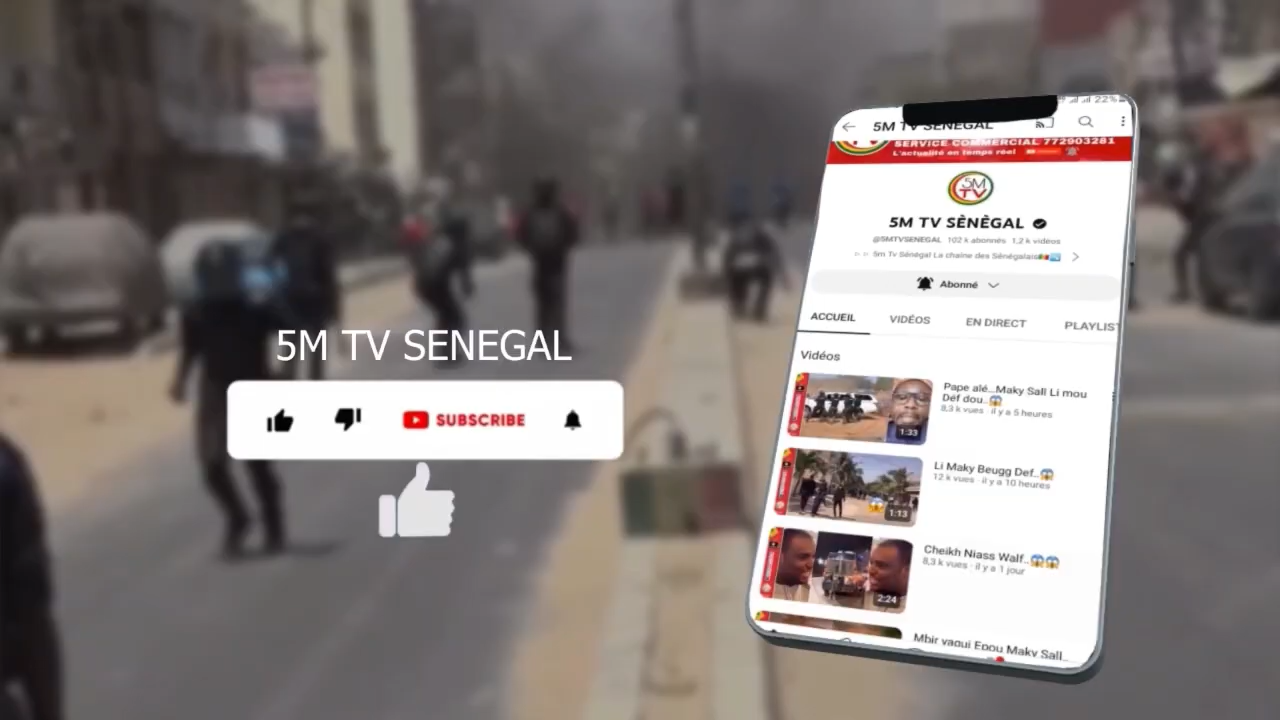 5M TV SENEGAL
SUBSCRIBE
22%
5M TV SENEGAL
SERVICE COMMERCIAL 772903281
L'actualité en temps réel
5M
TV
5M TV SÈNÈGAL
@5MTVSENEGAL 102 k abonnés 1,2 k vidéos
5m Tv Sénégal La chaîne des Sénégalais
Abonné
ACCUEIL VIDÉOS EN DIRECT PLAYLIST
Vidéos
Pape alé...Maky Sall Li mou
Déf dou..
8,3 k vues · il y a 5 heures
1:33
Li Maky Beugg Def..
12 k vues · il y a 10 heures
1:13
Cheikh Niass Walf..
8,3 k vues · il y a 1 jour
2:24
Mbir yaqui Epou Maky Sall..